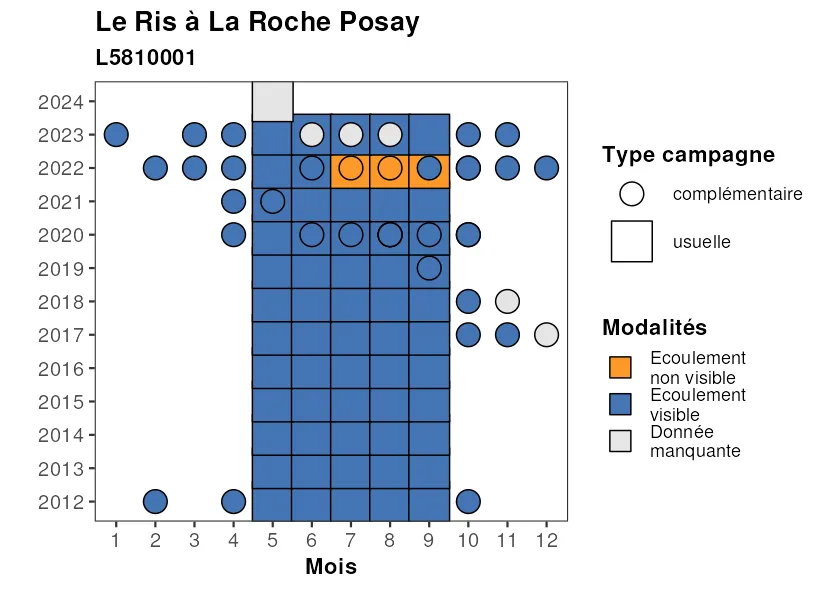 Le Ris à La Roche Posay
L5810001
2024
2023
2022
2021
2020
2019
2018
2017
2016
2015
2014
2013
2012
1 2 3 4 5 6 7 8 9 10 11 12
Mois
Type campagne
complémentaire
usuelle
Modalités
Ecoulement
non visible
Ecoulement
visible
Donnée
manquante